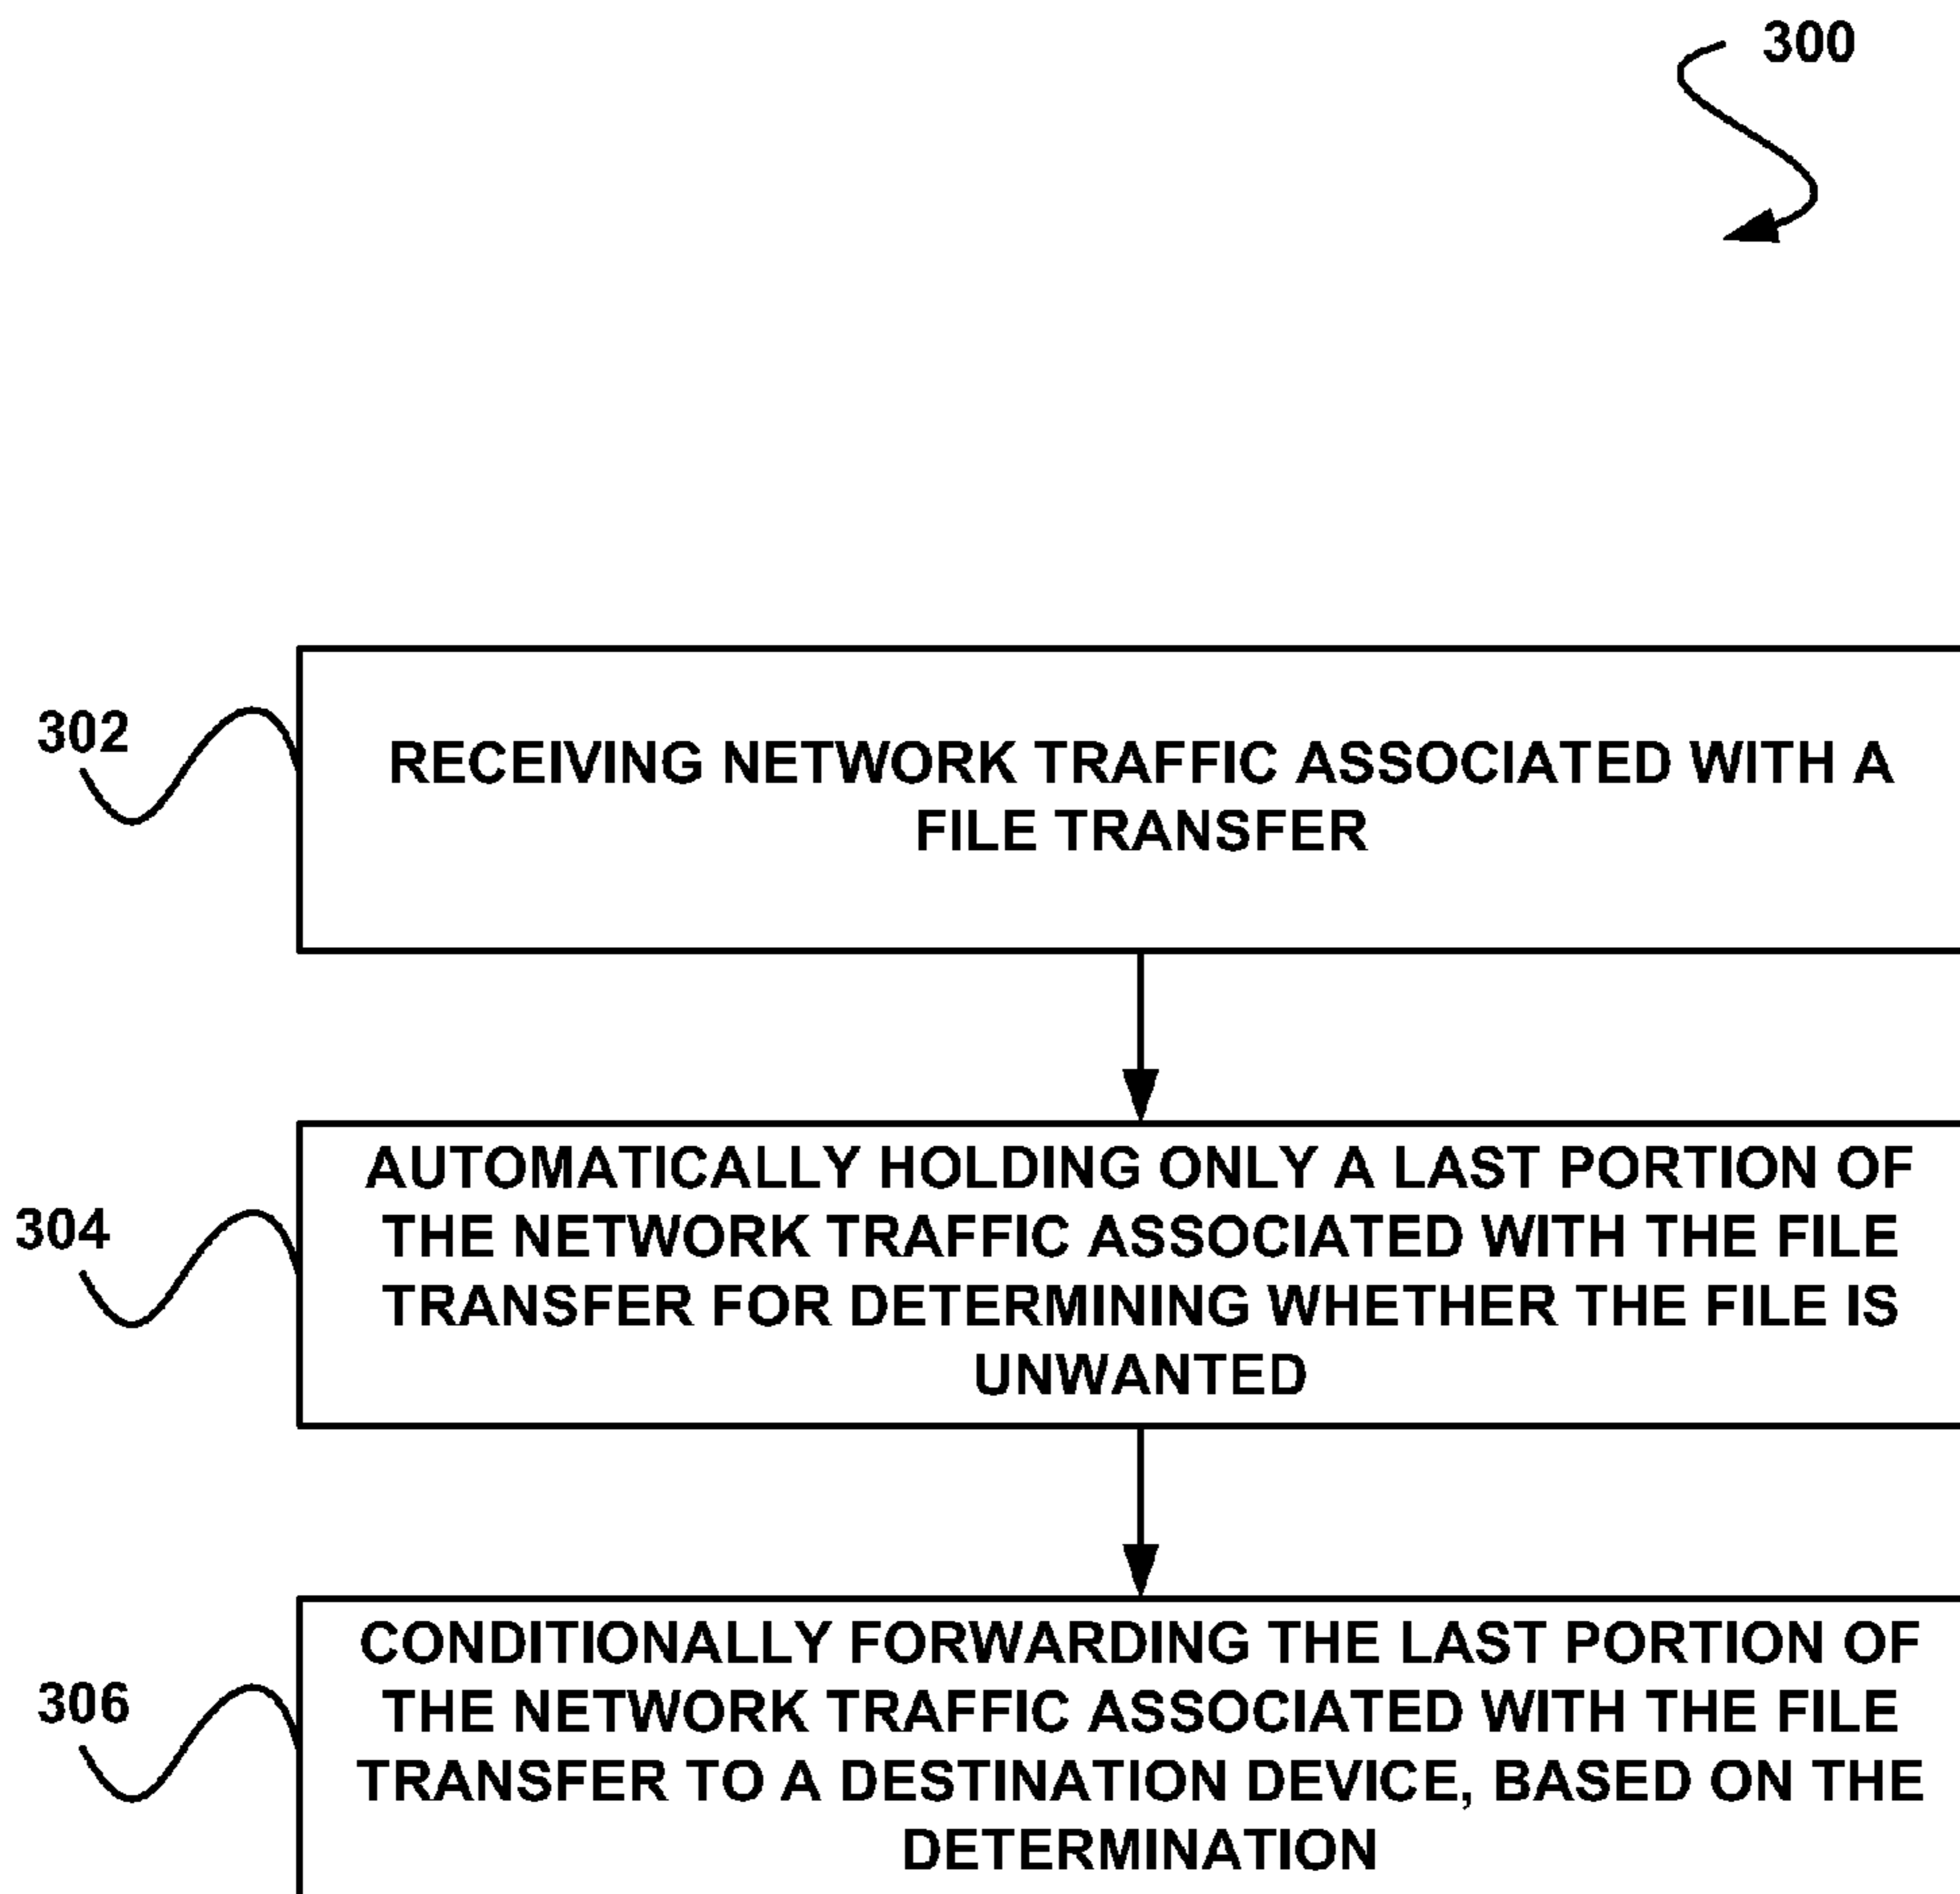 300
302
RECEIVING NETWORK TRAFFIC ASSOCIATED WITH A
FILE TRANSFER
304
AUTOMATICALLY HOLDING ONLY A LAST PORTION OF
THE NETWORK TRAFFIC ASSOCIATED WITH THE FILE
TRANSFER FOR DETERMINING WHETHER THE FILE IS
UNWANTED
306
CONDITIONALLY FORWARDING THE LAST PORTION OF
THE NETWORK TRAFFIC ASSOCIATED WITH THE FILE
TRANSFER TO A DESTINATION DEVICE, BASED ON THE
DETERMINATION